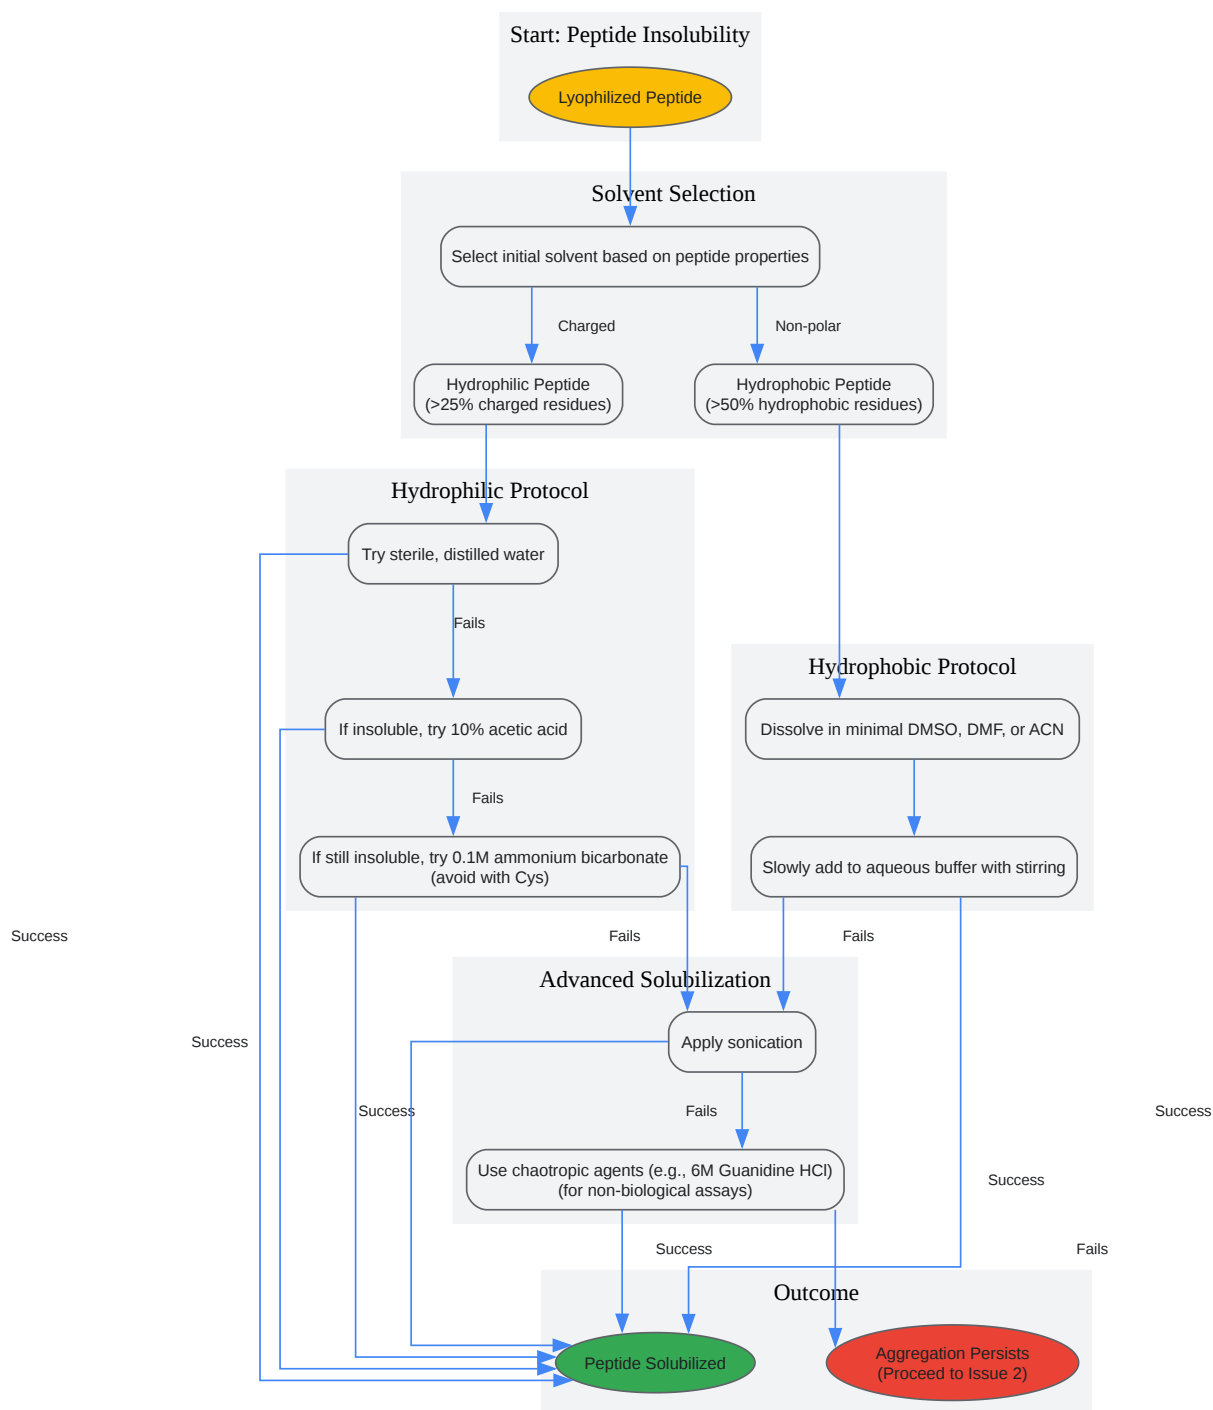 Start: Peptide Insolubility
Lyophilized Peptide
Solvent Selection
Select initial solvent based on peptide properties
Charged
Non-polar
Hydrophilic Peptide
(>25% charged residues)
Hydrophobic Peptide
(>50% hydrophobic residues)
Hydrophilic Protocol
Try sterile, distilled water
Fails
Hydrophobic Protocol
If insoluble, try 10% acetic acid
Dissolve in minimal DMSO, DMF, or ACN
Fails
If still insoluble, try 0.1M ammonium bicarbonate
(avoid with Cys)
Slowly add to aqueous buffer with stirring
Success
Fails
Fails
Advanced Solubilization
Success
Apply sonication
Success
Fails
Success
Use chaotropic agents (e.g., 6M Guanidine HCl)
(for non-biological assays)
Success
Success
Fails
Outcome
Peptide Solubilized
Aggregation Persists
(Proceed to Issue 2)